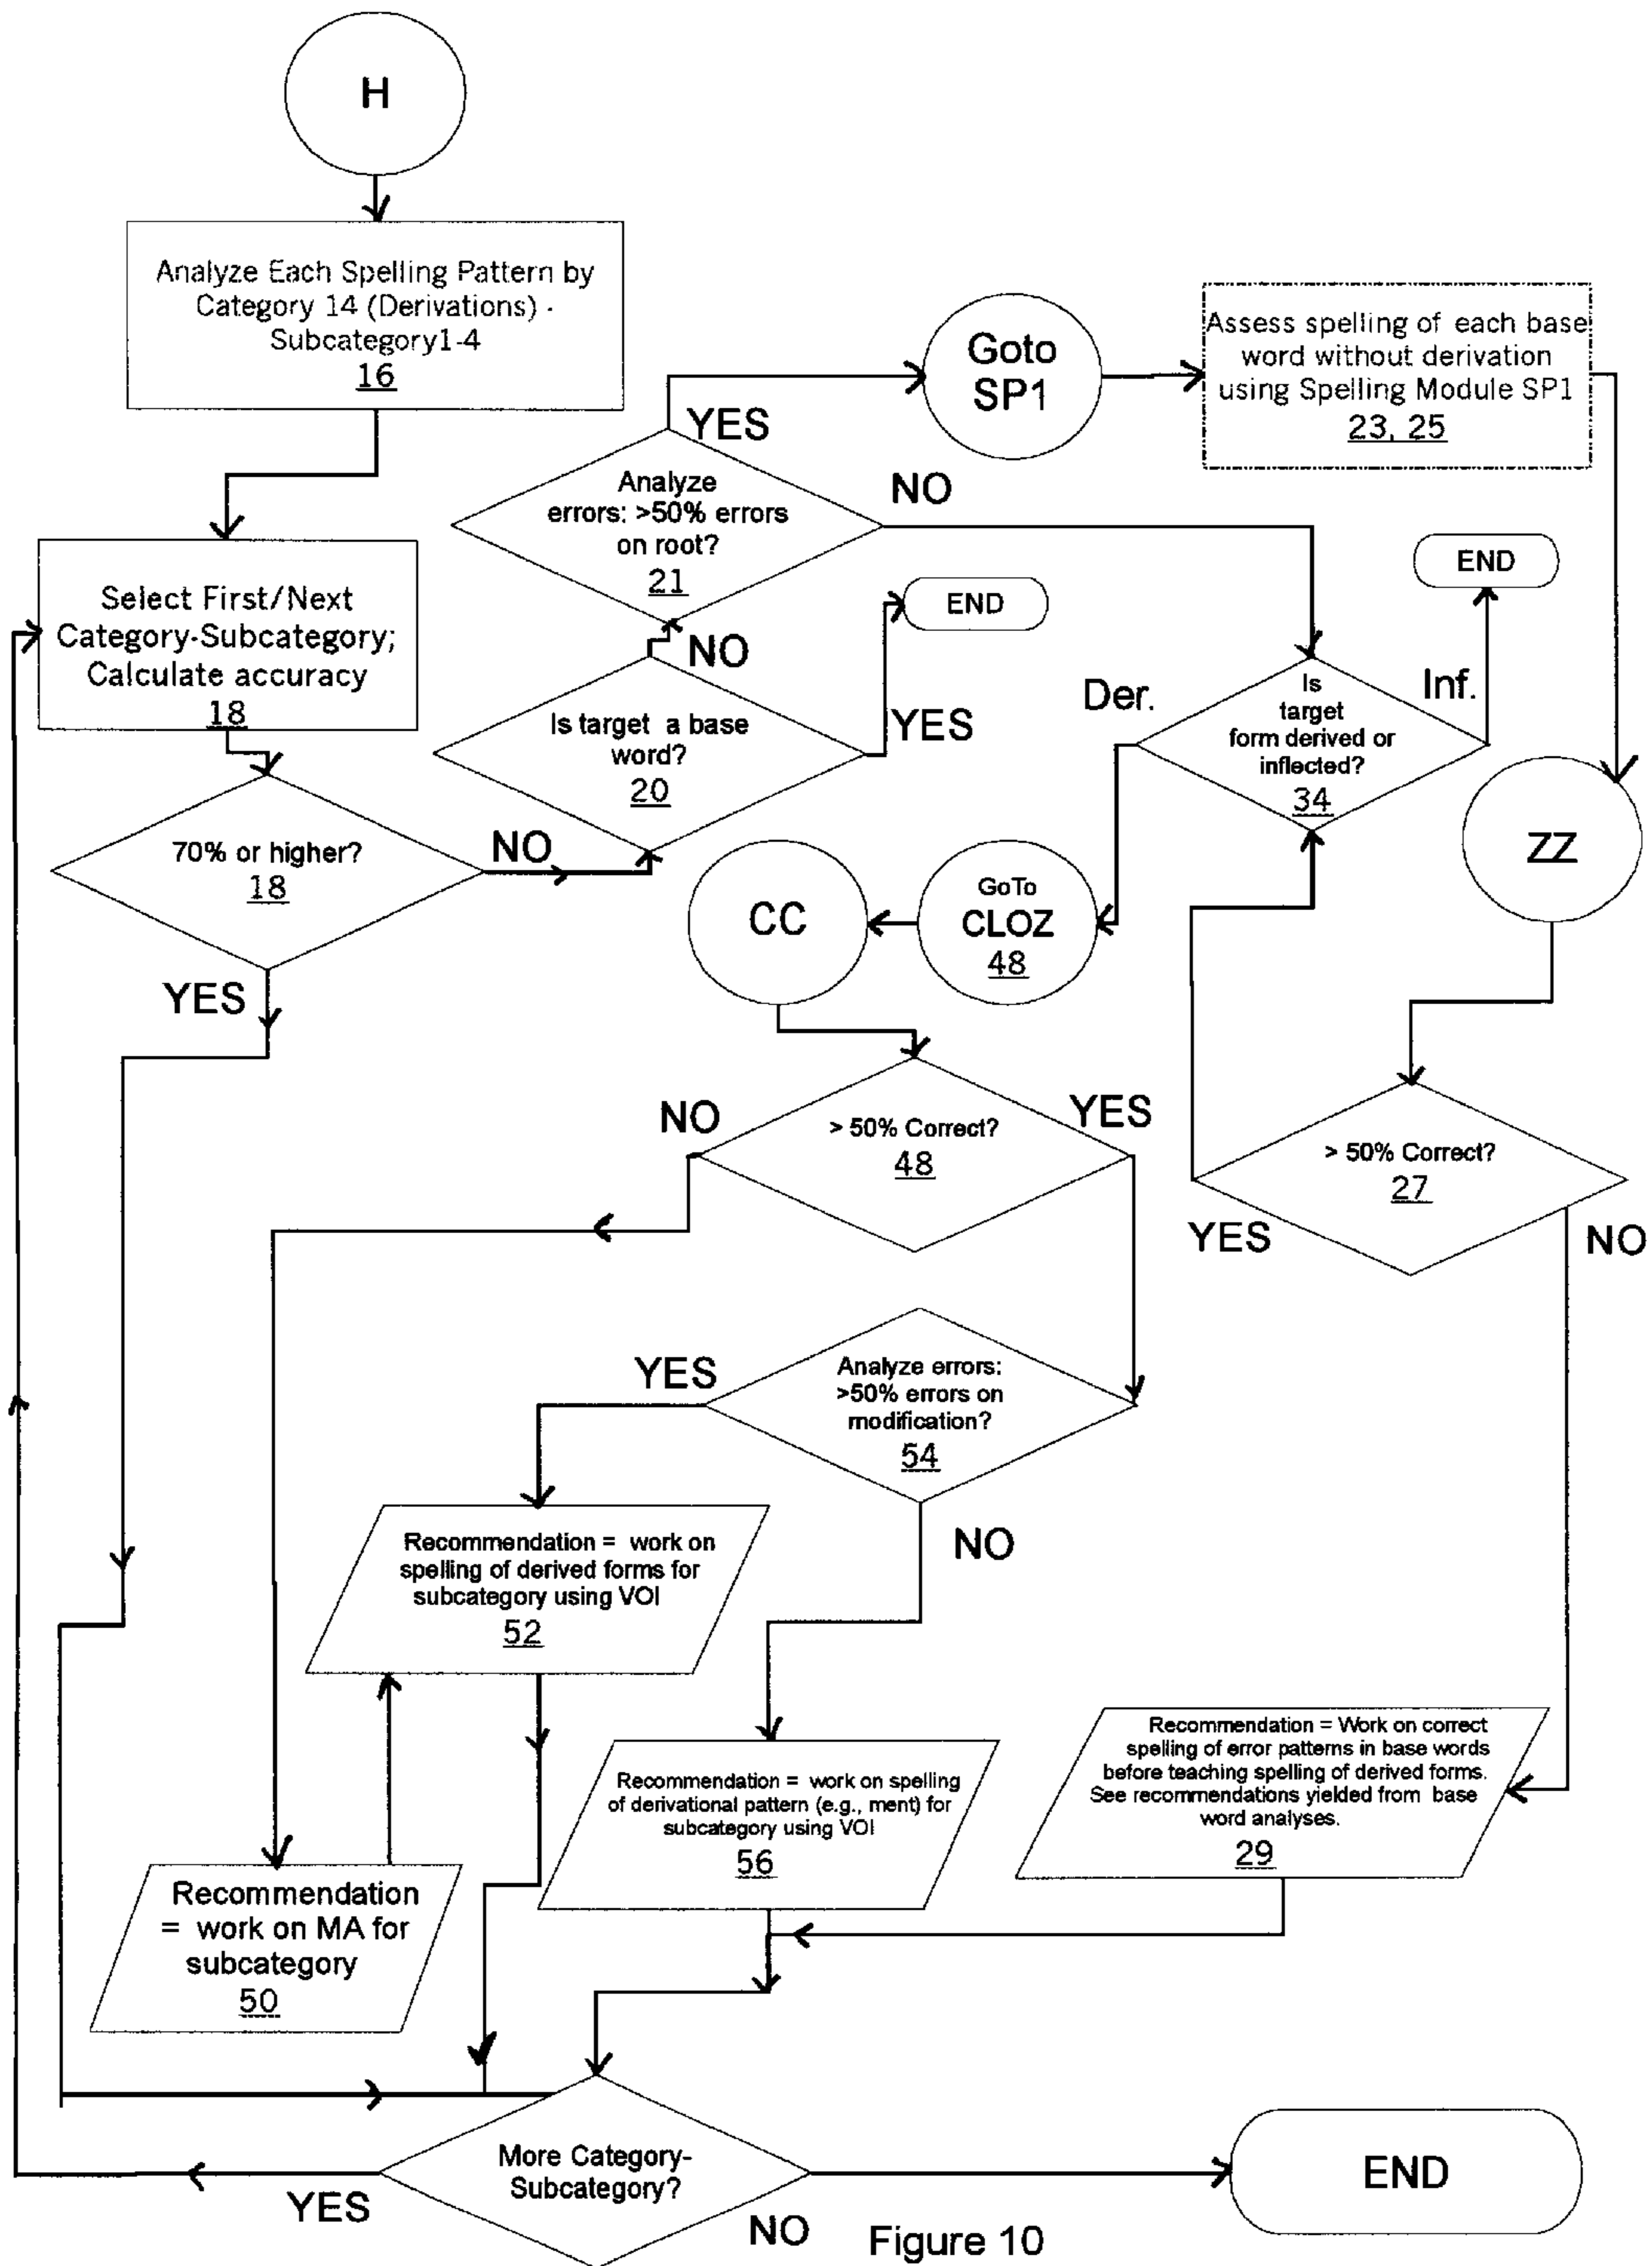 H
Analyze Each Spelling Pattern by
Category 14 (Derivations) -
Subcategory1-4
16
Select First/Next
Category-Subcategory;
Calculate accuracy
18
70% or higher?
18
NO
YES
Is target a base
word?
20
NO
YES
END
Analyze
errors: >50% errors
on root?
21
YES
NO
Goto
SP1
Assess spelling of each base
word without derivation
using Spelling Module SP1
23, 25
END
Is
target
form derived or
inflected?
34
Der.
Inf.
ZZ
GoTo
CLOZ
48
CC
> 50% Correct?
48
NO
YES
> 50% Correct?
27
YES
NO
Analyze errors:
>50% errors on
modification?
54
YES
NO
Recommendation = work on
spelling of derived forms for
subcategory using VOI
52
Recommendation
= work on MA for
subcategory
50
Recommendation = work on spelling
of derivational pattern (e.g., ment) for
subcategory using VOI
56
Recommendation = Work on correct
spelling of error patterns in base words
before teaching spelling of derived forms.
See recommendations yielded from base
word analyses.
29
More Category-
Subcategory?
YES
NO
END
Figure 10